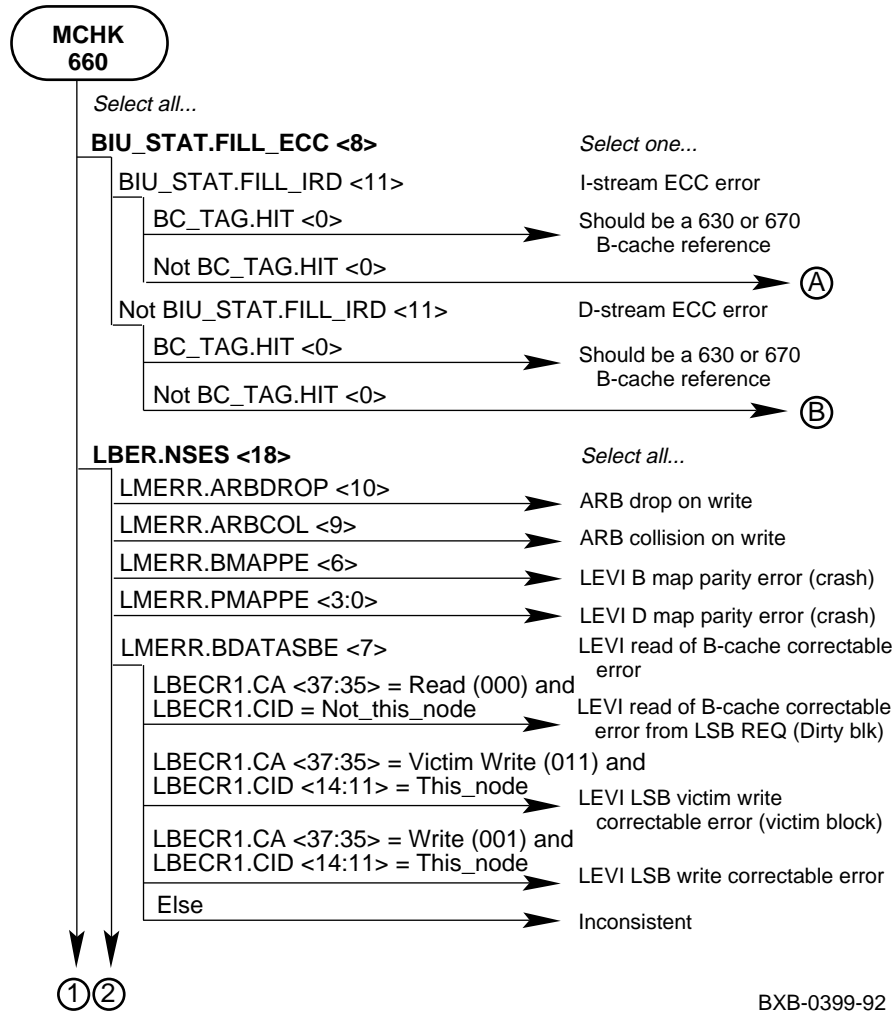 MCHK
660
Select all...
BIU_STAT.FILL_ECC <8>
Select one...
BIU_STAT.FILL_IRD <11>
I-stream ECC error
BC_TAG.HIT <0>
Should be a 630 or 670
B-cache reference
Not BC_TAG.HIT <0>
A
Not BIU_STAT.FILL_IRD <11>
D-stream ECC error
BC_TAG.HIT <0>
Should be a 630 or 670
B-cache reference
Not BC_TAG.HIT <0>
B
LBER.NSES <18>
Select all...
LMERR.ARBDROP <10>
ARB drop on write
LMERR.ARBCOL <9>
ARB collision on write
LMERR.BMAPPE <6>
LEVI B map parity error (crash)
LMERR.PMAPPE <3:0>
LEVI D map parity error (crash)
LMERR.BDATASBE <7>
LEVI read of B-cache correctable
error
LBECR1.CA <37:35> = Read (000) and
LBECR1.CID = Not_this_node
LEVI read of B-cache correctable
error from LSB REQ (Dirty blk)
LBECR1.CA <37:35> = Victim Write (011) and
LBECR1.CID <14:11> = This_node
LEVI LSB victim write
correctable error (victim block)
LBECR1.CA <37:35> = Write (001) and
LBECR1.CID <14:11> = This_node
LEVI LSB write correctable error
Else
Inconsistent
1 2
BXB-0399-92